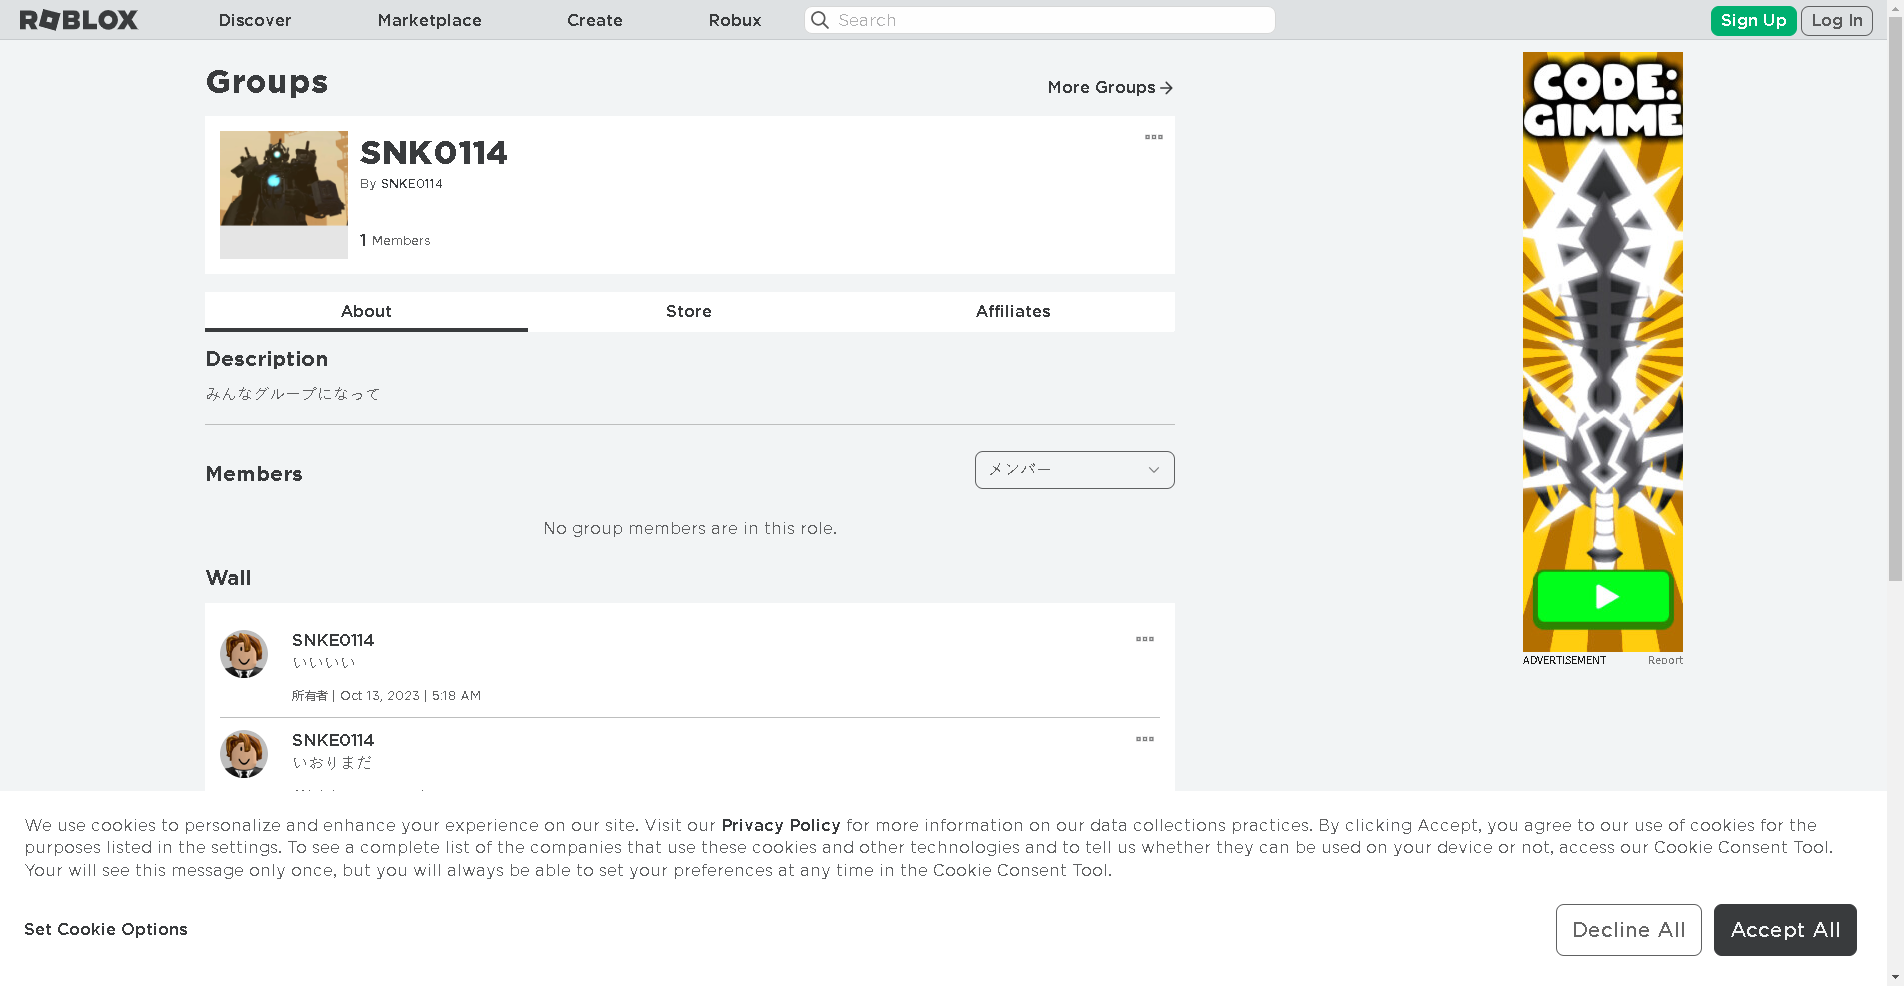 ROBLOX
Discover
Marketplace
Create
Robux
Search
Sign Up
Log In
Groups
More Groups
SNK0114
By SNKE0114
1 Members
About
Store
Affiliates
Description
みんなグループになって
Members
メンバー
No group members are in this role.
Wall
SNKE0114
いいいい
所有者 | Oct 13, 2023 | 5:18 AM
SNKE0114
いおりまだ
CODE:
GIMME
ADVERTISEMENT
Report
We use cookies to personalize and enhance your experience on our site. Visit our Privacy Policy for more information on our data collections practices. By clicking Accept, you agree to our use of cookies for the
purposes listed in the settings. To see a complete list of the companies that use these cookies and other technologies and to tell us whether they can be used on your device or not, access our Cookie Consent Tool.
Your will see this message only once, but you will always be able to set your preferences at any time in the Cookie Consent Tool.
Set Cookie Options
Decline All
Accept All